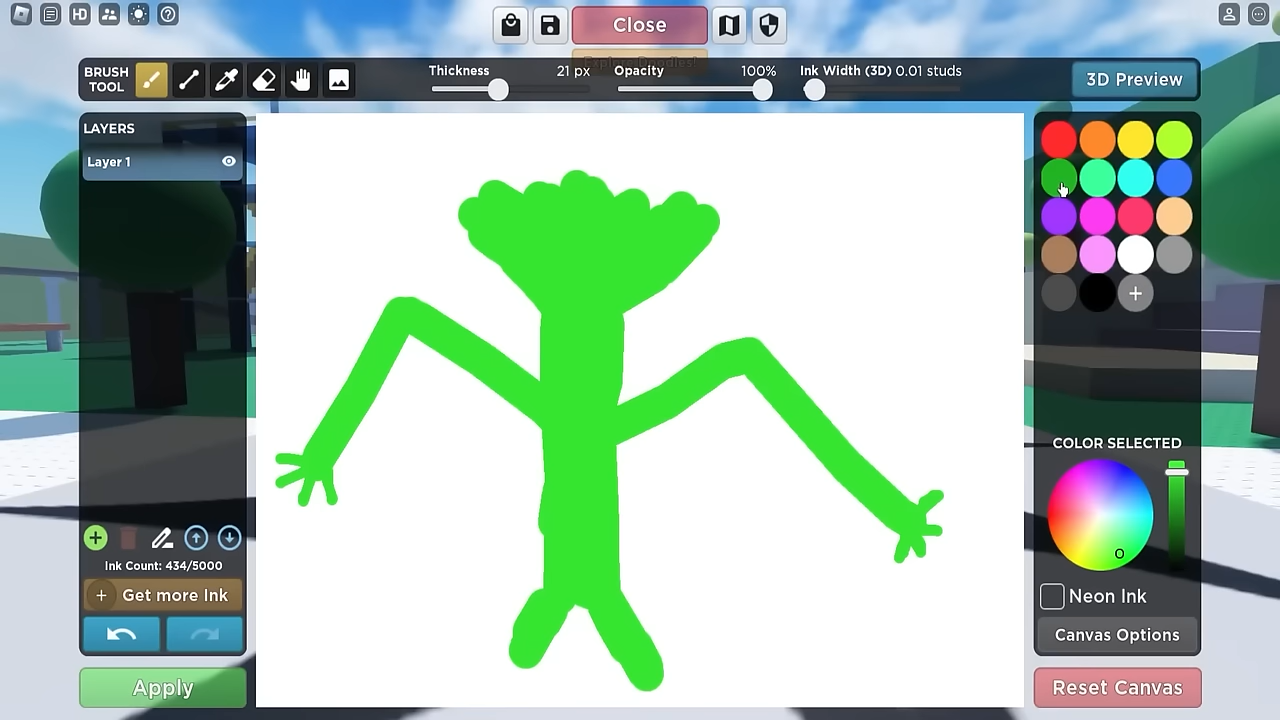 HD
Close
BRUSH
TOOL
Thickness
21 px
Opacity
100%
Ink Width (3D) 0.01 studs
3D Preview
LAYERS
Layer 1
COLOR SELECTED
Ink Count: 434/5000
+ Get more Ink
Neon Ink
Canvas Options
Apply
Reset Canvas